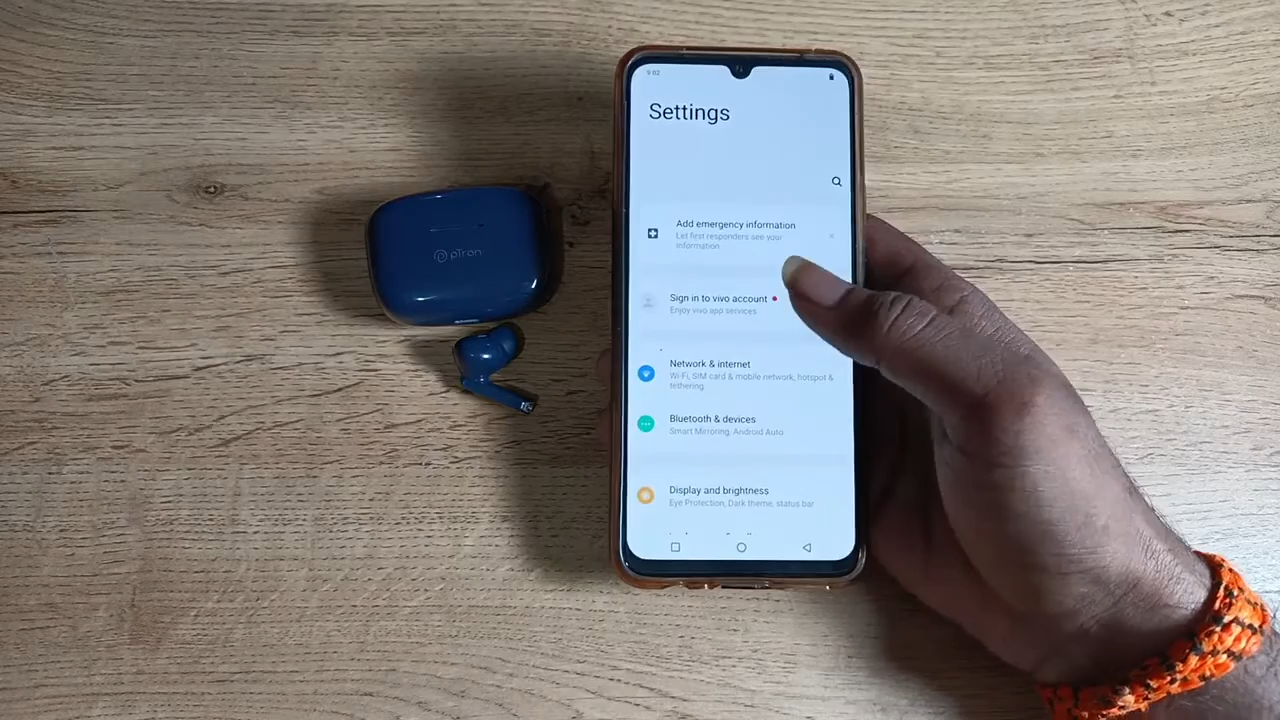 9:02
Settings
Add emergency information
Let first responders see your
information
Sign in to vivo account
Enjoy vivo app services
Network & internet
Wi-Fi, SIM card & mobile network, hotspot &
tethering
Bluetooth & devices
Smart Mirroring, Android Auto
Display and brightness
Eye Protection, Dark theme, status bar
pTron